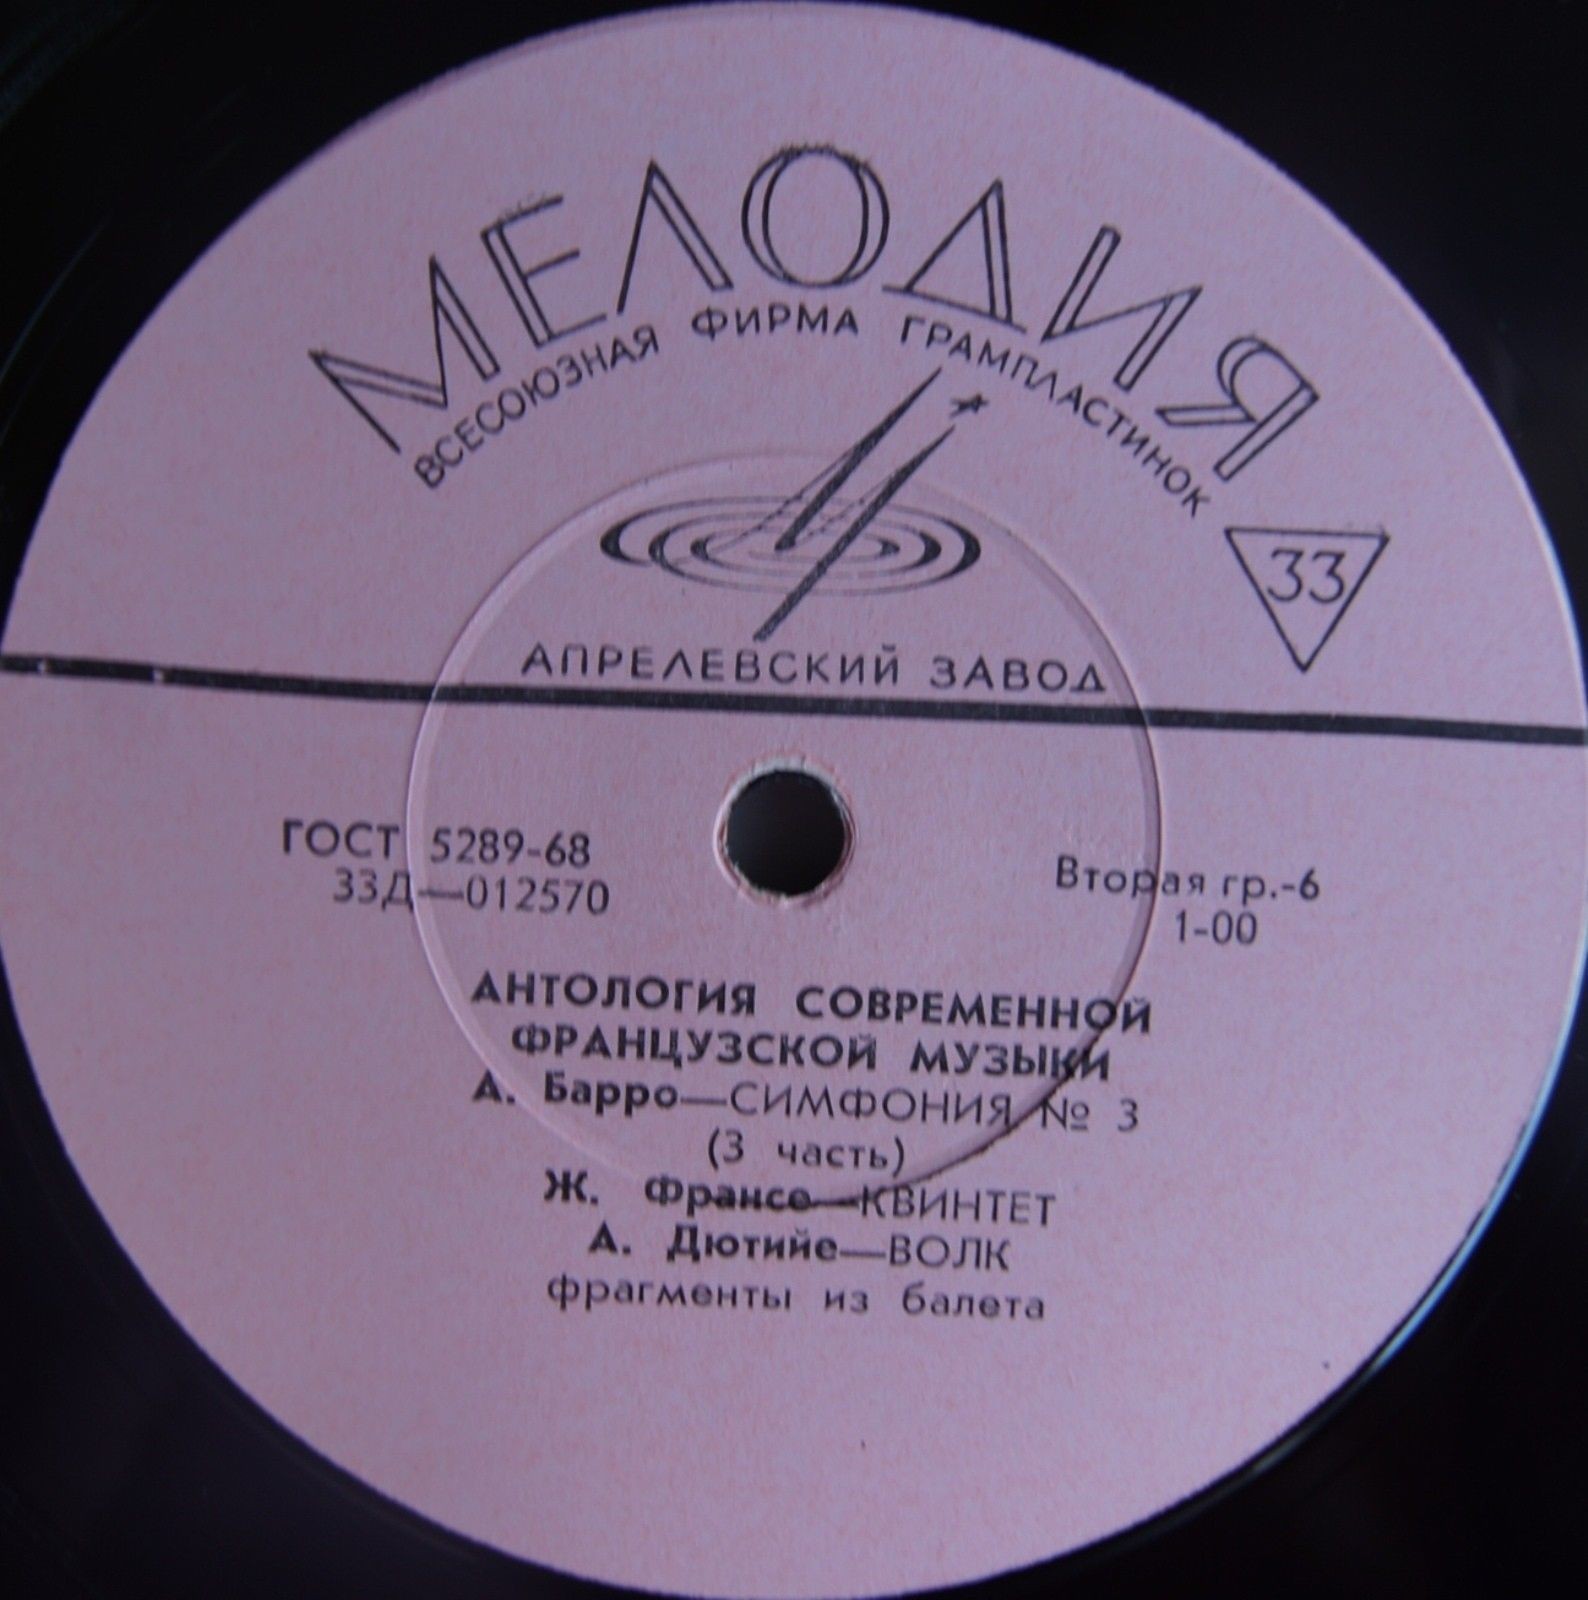 МЕЛОДИЯ
ВСЕСОЮЗНАЯ ФИРМА ГРАМПЛАСТИНОК
33
АПРЕЛЕВСКИЙ ЗАВОД
ГОСТ 5289-68
33Д—012570
Вторая гр.-6
1-00
АНТОЛОГИЯ СОВРЕМЕННОЙ
ФРАНЦУЗСКОЙ МУЗЫКИ
А. Барро—СИМФОНИЯ № 3
(3 часть)
Ж. Франсе—КВИНТЕТ
А. Дютийе—ВОЛК
фрагменты из балета